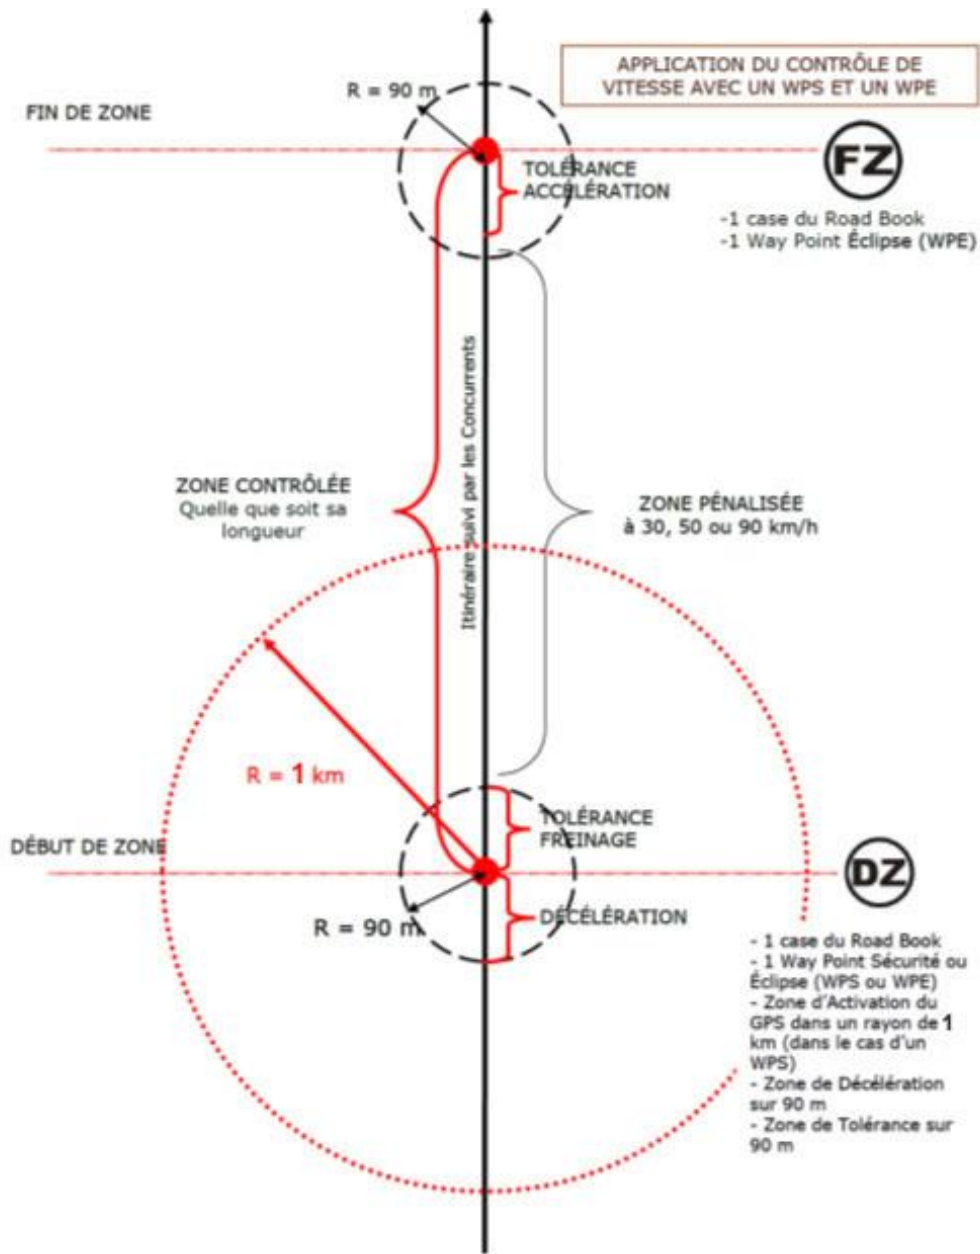 APPLICATION DU CONTRÔLE DE
VITESSE AVEC UN WPS ET UN WPE
R = 90 m
FIN DE ZONE
FZ
TOLÉRANCE
ACCÉLÉRATION
-1 case du Road Book
-1 Way Point Éclipse (WPE)
Itinéraire suivi par les Concurrents
ZONE CONTRÔLÉE
Quelle que soit sa
longueur
ZONE PÉNALISÉE
à 30, 50 ou 90 km/h
R = 1 km
TOLÉRANCE
FREINAGE
DÉBUT DE ZONE
DZ
DÉCÉLÉRATION
R = 90 m
- 1 case du Road Book
- 1 Way Point Sécurité ou
Éclipse (WPS ou WPE)
- Zone d'Activation du
GPS dans un rayon de 1
km (dans le cas d'un
WPS)
- Zone de Décélération
sur 90 m
- Zone de Tolérance sur
90 m